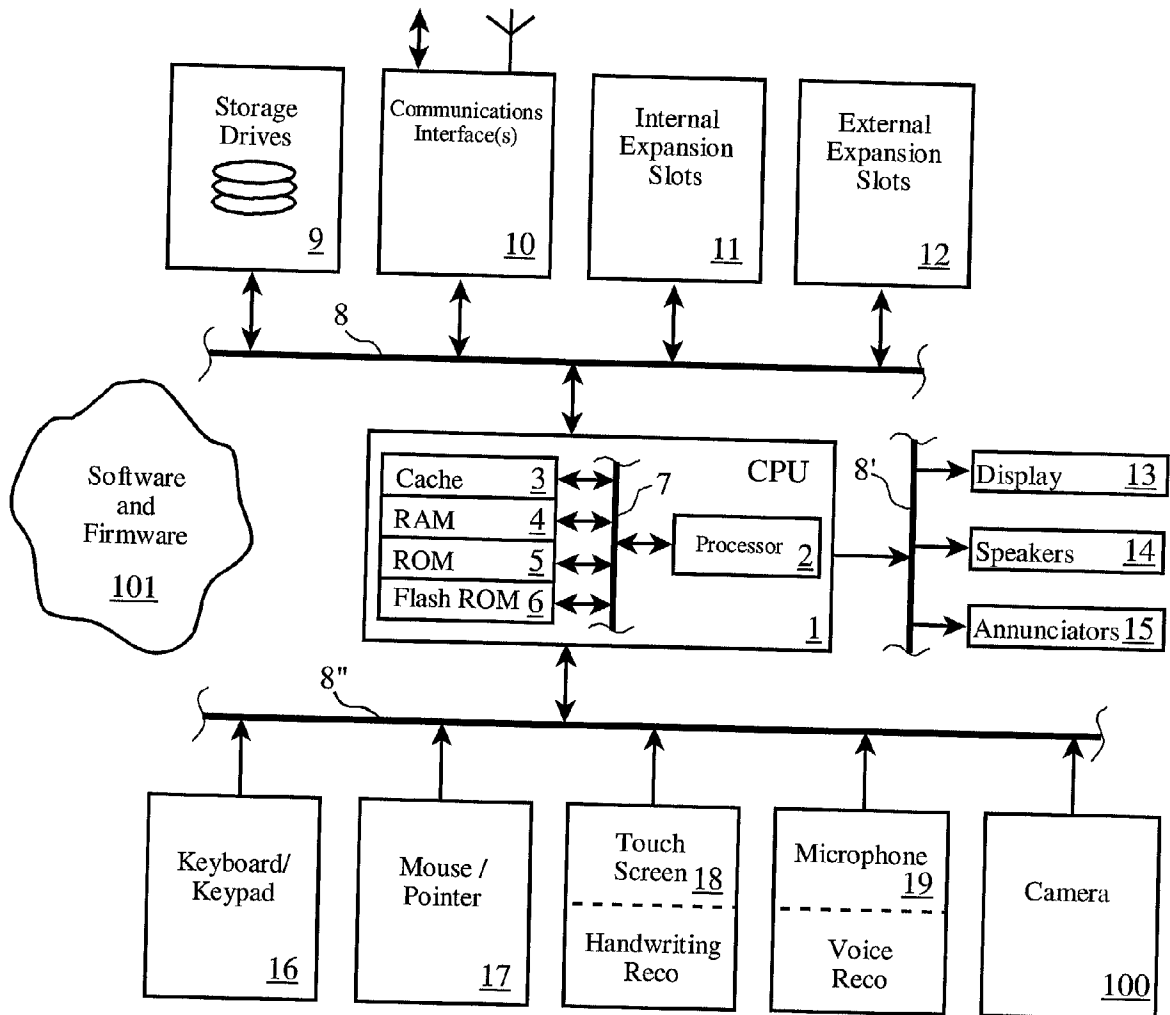 Storage
Drives
9
Communications
Interface(s)
10
Internal
Expansion
Slots
11
External
Expansion
Slots
12
8
Software
and
Firmware
101
CPU
Cache 3
RAM 4
ROM 5
Flash ROM 6
7
Processor 2
1
8'
Display 13
Speakers 14
Annunciators 15
8"
Keyboard/
Keypad
16
Mouse /
Pointer
17
Touch
Screen 18
Handwriting
Reco
Microphone
19
Voice
Reco
Camera
100